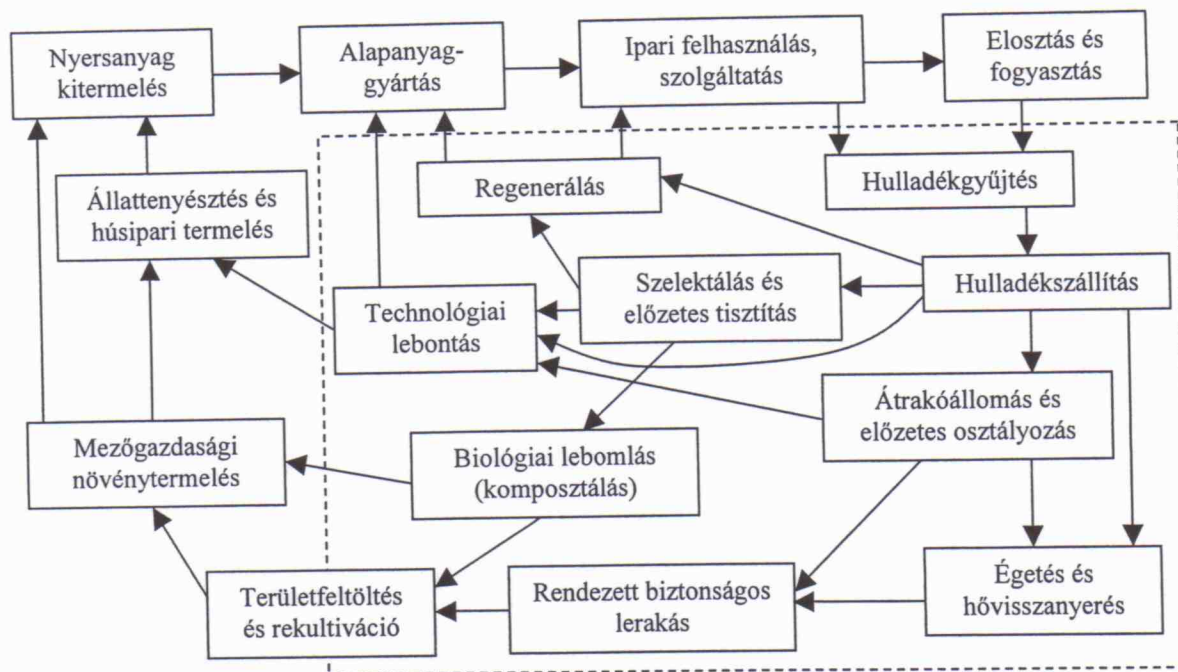 Nyersanyag
kitermelés
Alapanyag-
gyártás
Ipari felhasználás,
szolgáltatás
Elosztás és
fogyasztás
Állattenyésztés és
húsipari termelés
Regenerálás
Hulladékgyűjtés
Technológiai
lebontás
Szelektálás és
előzetes tisztítás
Hulladékszállítás
Mezőgazdasági
növénytermelés
Biológiai lebomlás
(komposztálás)
Átrakóállomás és
előzetes osztályozás
Területfeltöltés
és rekultiváció
Rendezett biztonságos
lerakás
Égetés és
hővisszanyerés